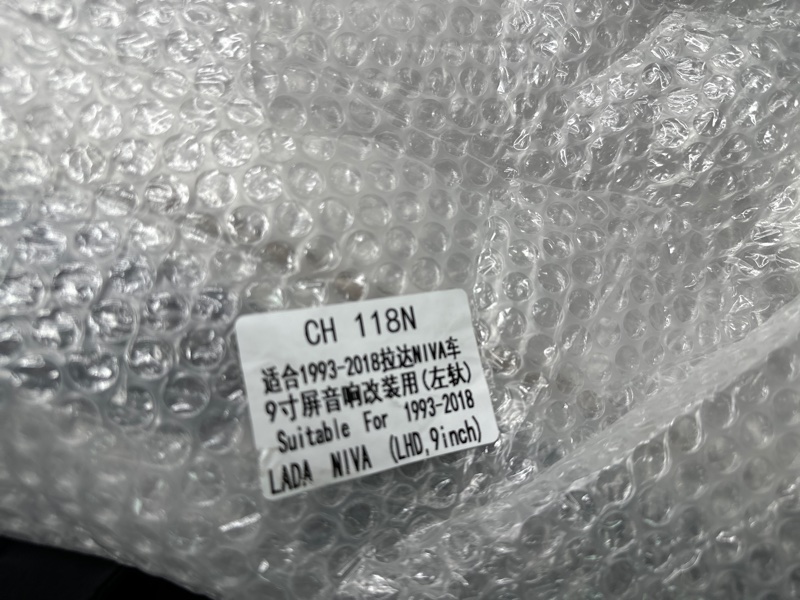 CH 118N
适合1993-2018拉达NIVA车
9寸屏音响改装用(左钛)
Suitable For 1993-2018
LADA NIVA (LHD,9inch)